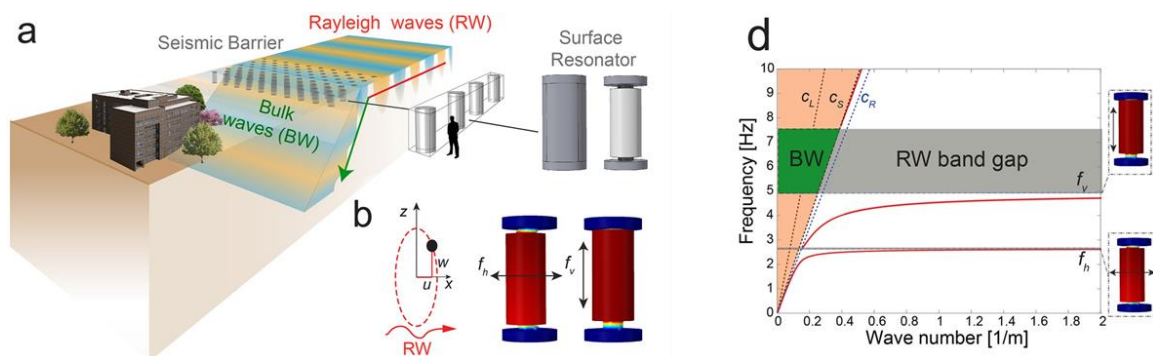 a
Rayleigh waves (RW)
Seismic Barrier
Surface
Resonator
Bulk
waves (BW)
b
z
w
u
x
RW
f_h
f_v
d
Frequency [Hz]
10
9
8
7
6
5
4
3
2
1
0
c_L
c_S
c_R
BW
RW band gap
f_v
f_h
0 0.2 0.4 0.6 0.8 1 1.2 1.4 1.6 1.8 2
Wave number [1/m]